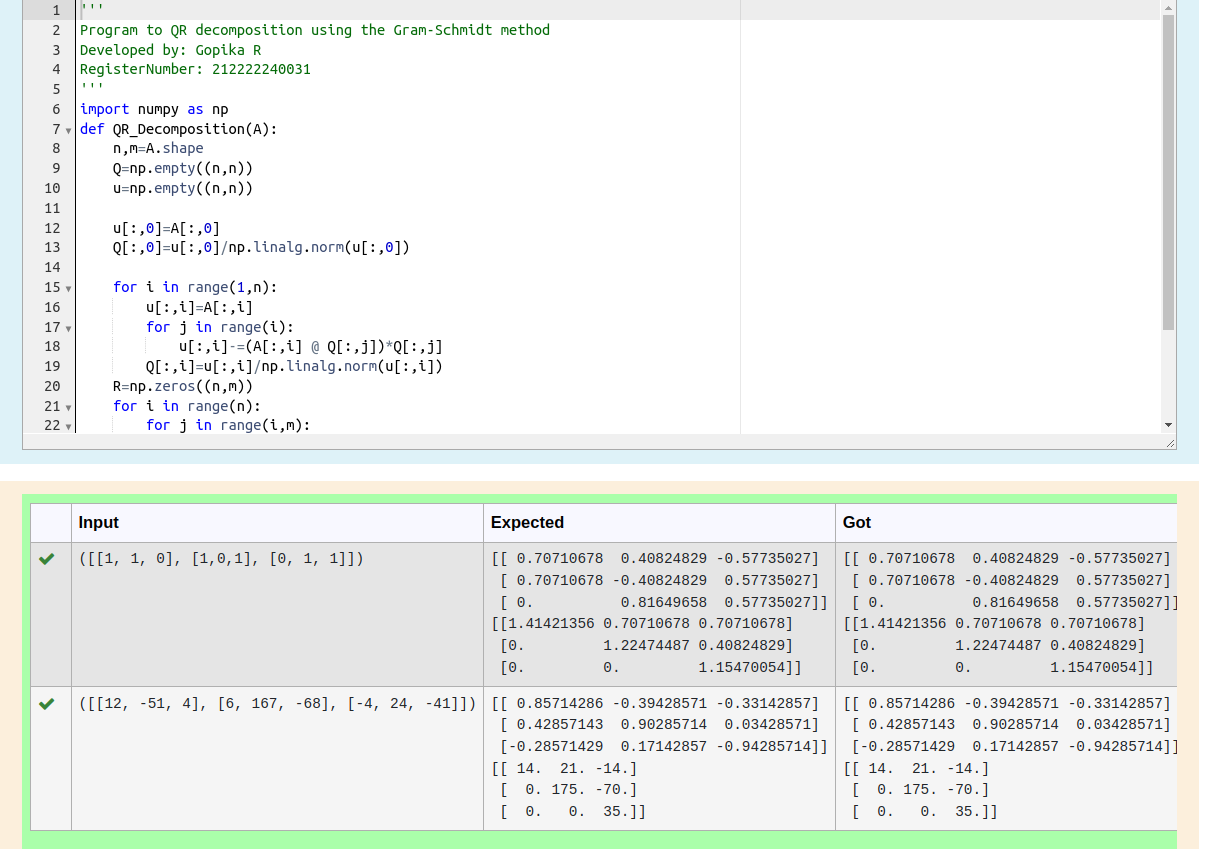 1 '''
2 Program to QR decomposition using the Gram-Schmidt method
3 Developed by: Gopika R
4 RegisterNumber: 212222240031
5 '''
6 import numpy as np
7 def QR_Decomposition(A):
8     n,m=A.shape
9     Q=np.empty((n,n))
10     u=np.empty((n,n))
11
12     u[:,0]=A[:,0]
13     Q[:,0]=u[:,0]/np.linalg.norm(u[:,0])
14
15     for i in range(1,n):
16         u[:,i]=A[:,i]
17         for j in range(i):
18             u[:,i]-=(A[:,i] @ Q[:,j])*Q[:,j]
19         Q[:,i]=u[:,i]/np.linalg.norm(u[:,i])
20     R=np.zeros((n,m))
21     for i in range(n):
22         for j in range(i,m):
Input Expected Got
([[1, 1, 0], [1,0,1], [0, 1, 1]]) [[ 0.70710678  0.40824829 -0.57735027] [[ 0.70710678  0.40824829 -0.57735027]
[ 0.70710678 -0.40824829  0.57735027] [ 0.70710678 -0.40824829  0.57735027]
[ 0.          0.81649658  0.57735027]] [ 0.          0.81649658  0.57735027]]
[[1.41421356 0.70710678 0.70710678] [[1.41421356 0.70710678 0.70710678]
[0.         1.22474487 0.40824829] [0.         1.22474487 0.40824829]
[0.         0.         1.15470054]] [0.         0.         1.15470054]]
([[12, -51, 4], [6, 167, -68], [-4, 24, -41]]) [[ 0.85714286 -0.39428571 -0.33142857] [[ 0.85714286 -0.39428571 -0.33142857]
[ 0.42857143  0.90285714  0.03428571] [ 0.42857143  0.90285714  0.03428571]
[-0.28571429  0.17142857 -0.94285714]] [-0.28571429  0.17142857 -0.94285714]]
[[ 14.  21. -14.] [[ 14.  21. -14.]
[  0. 175. -70.] [  0. 175. -70.]
[  0.   0.  35.]] [  0.   0.  35.]]